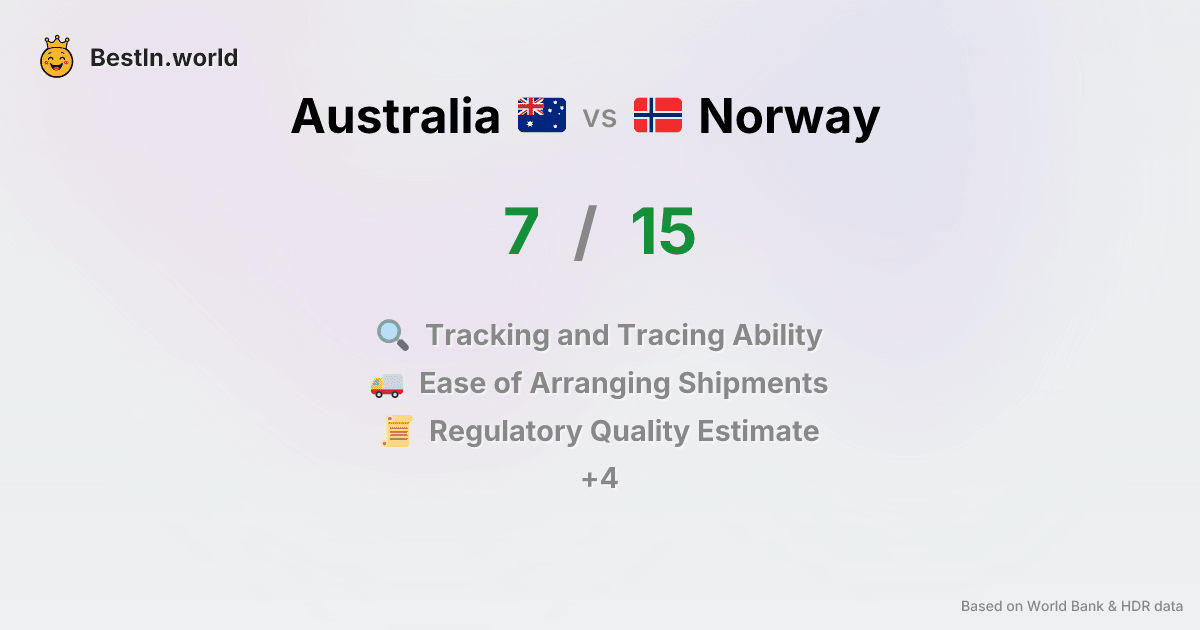 BestIn.world
Australia vs Norway
7 / 15
Tracking and Tracing Ability
Ease of Arranging Shipments
Regulatory Quality Estimate
+4
Based on World Bank & HDR data